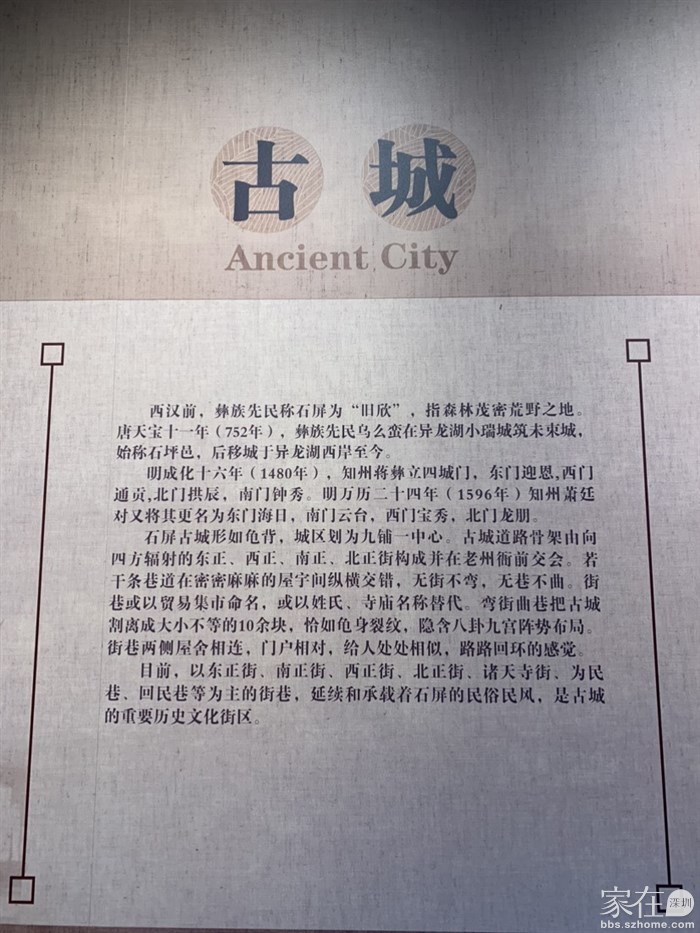 古城
Ancient City
西汉前，彝族先民称石屏为“旧欣”，指森林茂密荒野之地。
唐天宝十一年（752年），彝族先民乌么蛮在异龙湖小瑞城筑末束城，
始称石坪邑，后移城于异龙湖西岸至今。
明成化十六年（1480年），知州将彝立四城门，东门迎恩,西门
通贡,北门拱辰，南门钟秀。明万历二十四年（1596年）知州萧廷
对又将其更名为东门海日，南门云台，西门宝秀，北门龙朋。
石屏古城形如龟背，城区划为九铺一中心。古城道路骨架由向
四方辐射的东正、西正、南正、北正街构成并在老州衙前交会。若
干条巷道在密密麻麻的屋宇间纵横交错，无街不弯，无巷不曲。街
巷或以贸易集市命名，或以姓氏、寺庙名称替代。弯街曲巷把古城
割离成大小不等的10余块，恰如龟身裂纹，隐含八卦九宫阵势布局。
街巷两侧屋舍相连，门户相对，给人处处相似，路路回环的感觉。
目前，以东正街、南正街、西正街、北正街、诸天寺街、为民
巷、回民巷等为主的街巷，延续和承载着石屏的民俗民风，是古城
的重要历史文化街区。
家在深圳
bbs.szhome.com